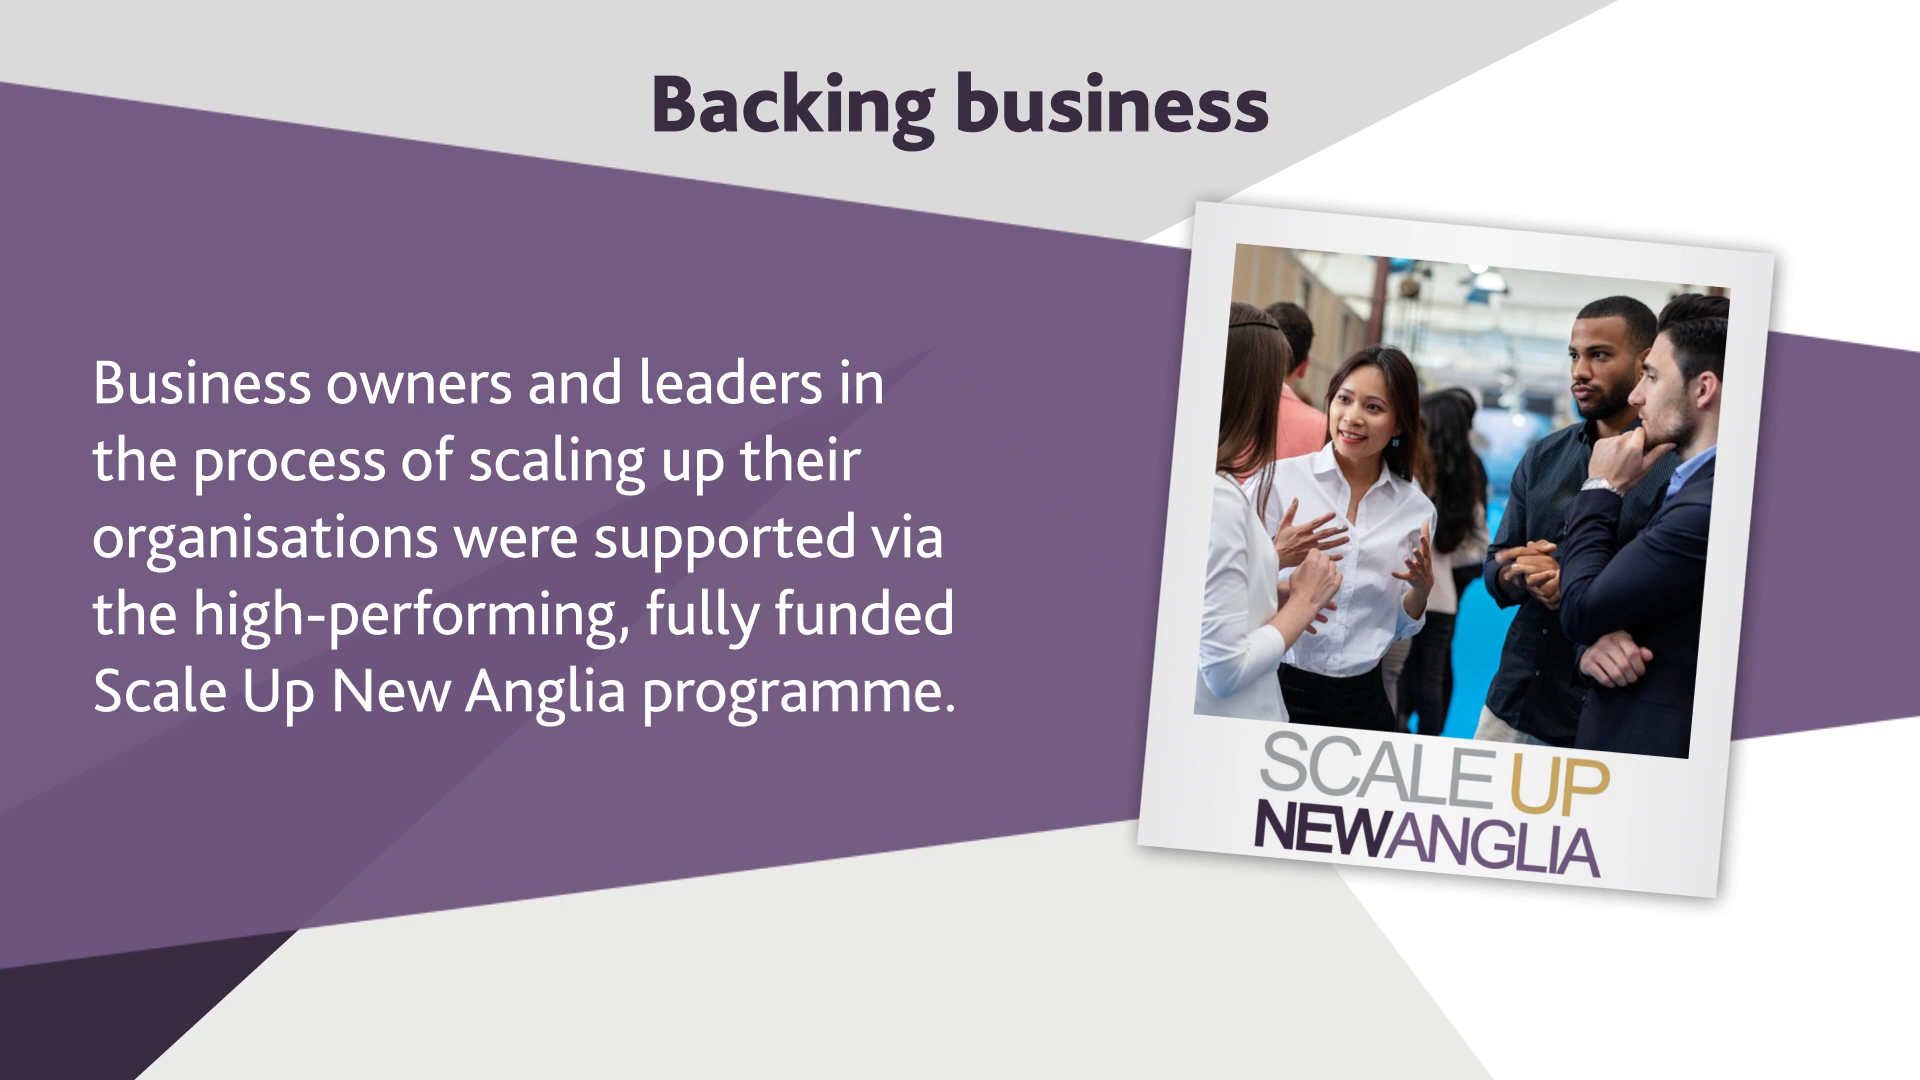 Backing business
Business owners and leaders in
the process of scaling up their
organisations were supported via
the high-performing, fully funded
Scale Up New Anglia programme.
SCALE UP
NEWANGLIA